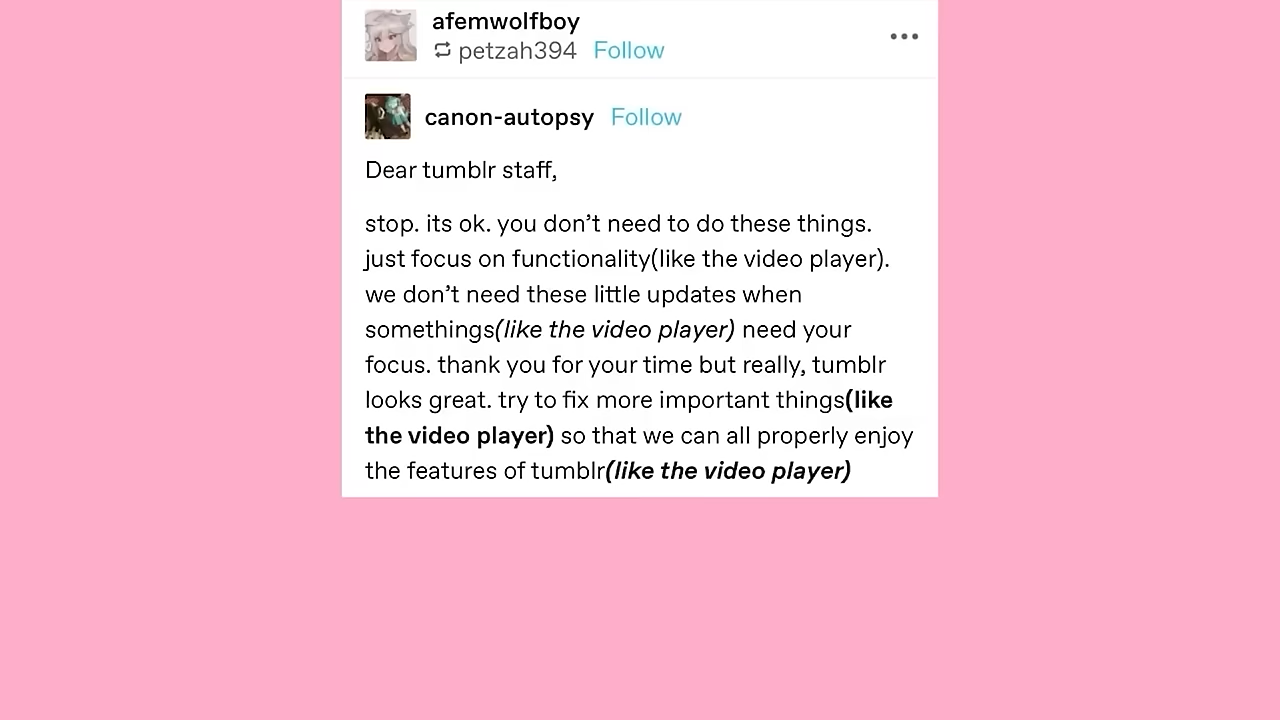 afemwolfboy
petzah394 Follow
canon-autopsy Follow
Dear tumblr staff,
stop. its ok. you don’t need to do these things.
just focus on functionality(like the video player).
we don’t need these little updates when
somethings(like the video player) need your
focus. thank you for your time but really, tumblr
looks great. try to fix more important things(like
the video player) so that we can all properly enjoy
the features of tumblr(like the video player)